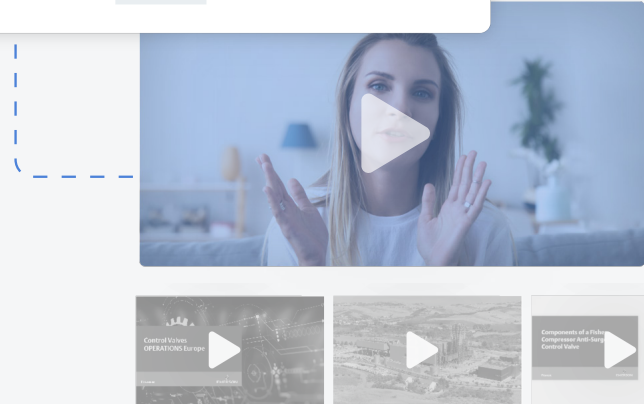 Control Valves
OPERATIONS Europe
Components of a Fisher
Compressor Anti-Surge
Control Valve